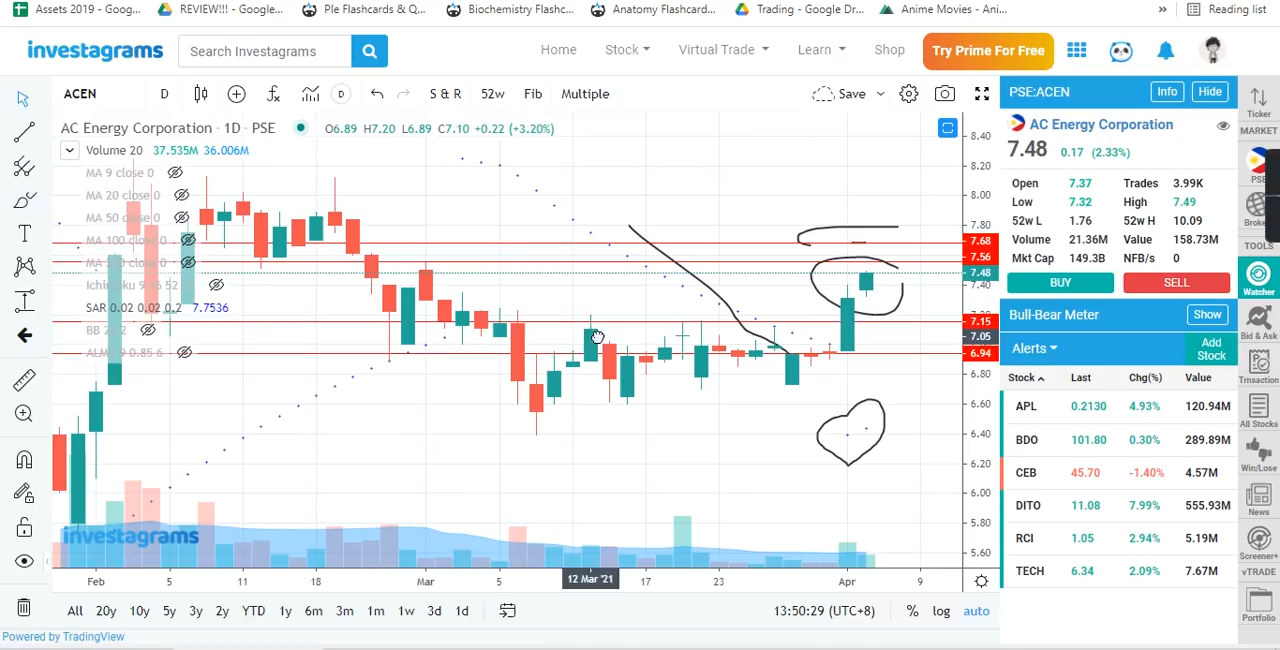 Assets 2019 - Goog...
REVIEW!!! - Google...
Ple Flashcards & Q...
Biochemistry Flashc...
Anatomy Flashcard...
Trading - Google Dr...
Anime Movies - Ani...
»
Reading list
investagrams
Search Investagrams
Home
Stock
Virtual Trade
Learn
Shop
Try Prime For Free
ACEN
D
D
S & R
52w
Fib
Multiple
Save
AC Energy Corporation · 1D · PSE
O6.89 H7.20 L6.89 C7.10 +0.22 (+3.20%)
Volume 20 37.535M 36.006M
MA 9 close 0
MA 20 close 0
MA 50 close 0
MA 100 close 0
SAR 0.02 0.02 0.2 7.7536
investagrams
8.40
8.20
8.00
7.80
7.68
7.56
7.48
7.40
7.15
7.05
6.94
6.80
6.60
6.40
6.20
6.00
5.80
5.60
Feb
5
11
18
Mar
5
12 Mar '21
17
23
Apr
9
All
20y
10y
5y
3y
2y
YTD
1y
6m
3m
1m
1w
3d
1d
13:50:29 (UTC+8)
%
log
auto
Powered by TradingView
PSE:ACEN
Info
Hide
AC Energy Corporation
7.48 0.17 (2.33%)
Open 7.37 Trades 3.99K
Low 7.32 High 7.49
52w L 1.76 52w H 10.09
Volume 21.36M Value 158.73M
Mkt Cap 149.3B NFB/s 0
BUY
SELL
Bull-Bear Meter
Show
Alerts
Add
Stock
Stock Last Chg(%) Value
APL 0.2130 4.93% 120.94M
BDO 101.80 0.30% 289.89M
CEB 45.70 -1.40% 4.57M
DITO 11.08 7.99% 555.93M
RCI 1.05 2.94% 5.19M
TECH 6.34 2.09% 7.67M
Ticker
MARKET
PSE
TOOLS
Watcher
Bid & Ask
All Stocks
Win/Lose
News
Screener+
vTRADE
Portfolio